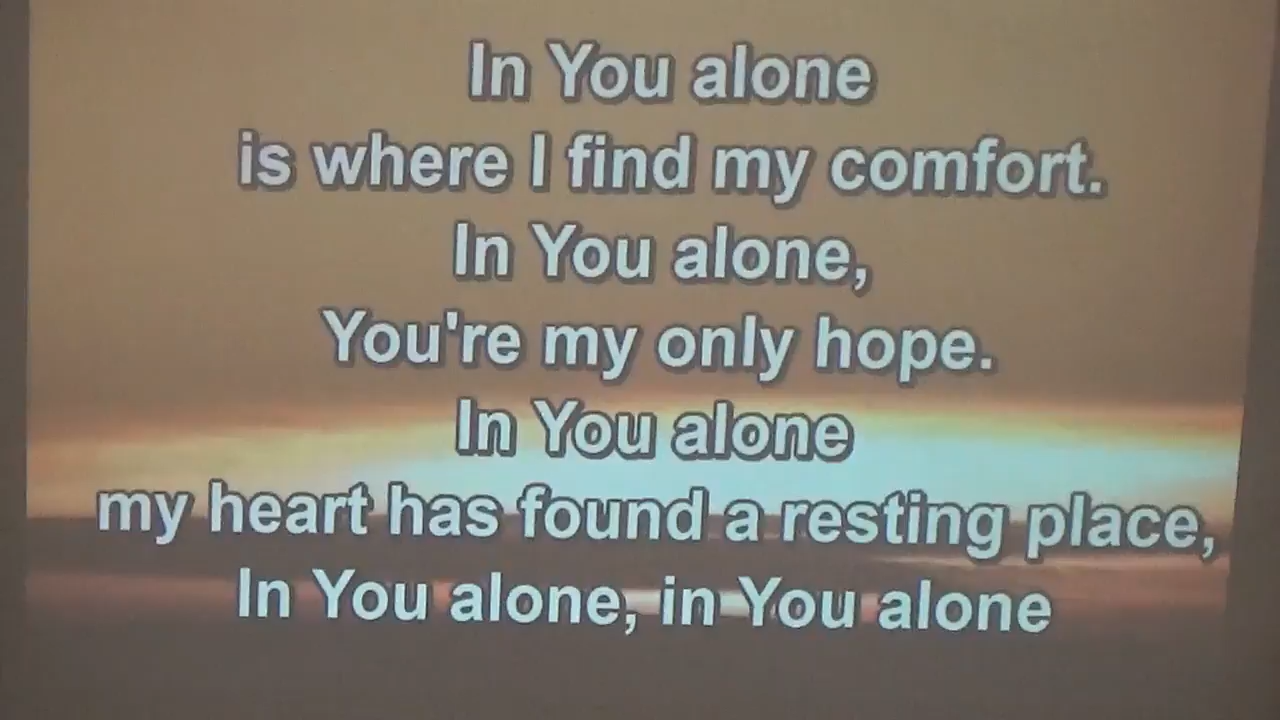 In You alone
is where I find my comfort.
In You alone,
You're my only hope.
In You alone
my heart has found a resting place,
In You alone, in You alone